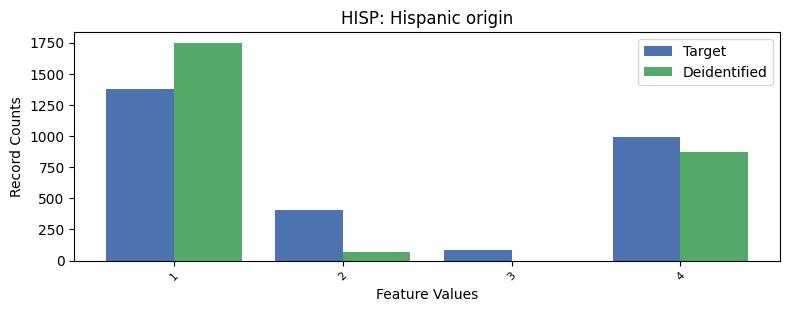 HISP: Hispanic origin
Target
Deidentified
Record Counts
1750
1500
1250
1000
750
500
250
0
1
2
3
4
Feature Values